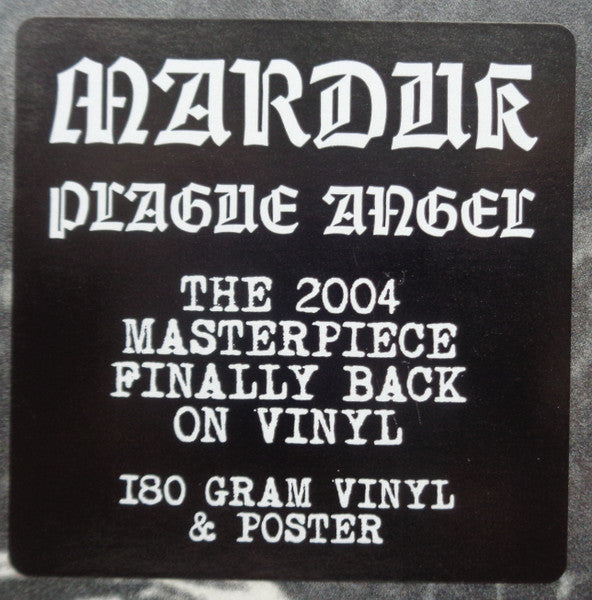 MARDUK
PLAGUE ANGEL
THE 2004
MASTERPIECE
FINALLY BACK
ON VINYL
180 GRAM VINYL
& POSTER